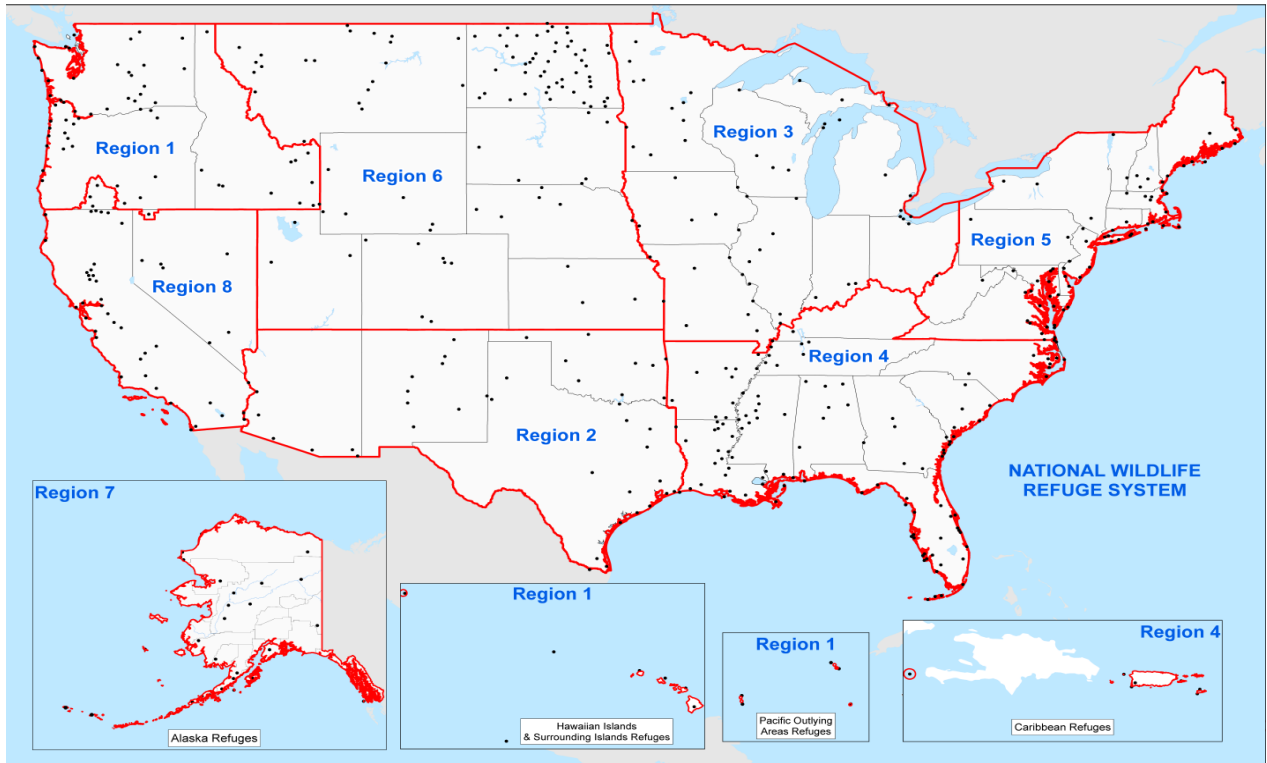 Region 1
Region 6
Region 3
Region 5
Region 8
Region 4
Region 2
NATIONAL WILDLIFE
REFUGE SYSTEM
Region 7
Alaska Refuges
Region 1
Hawaiian Islands
& Surrounding Islands Refuges
Region 1
Pacific Outlying
Areas Refuges
Region 4
Caribbean Refuges